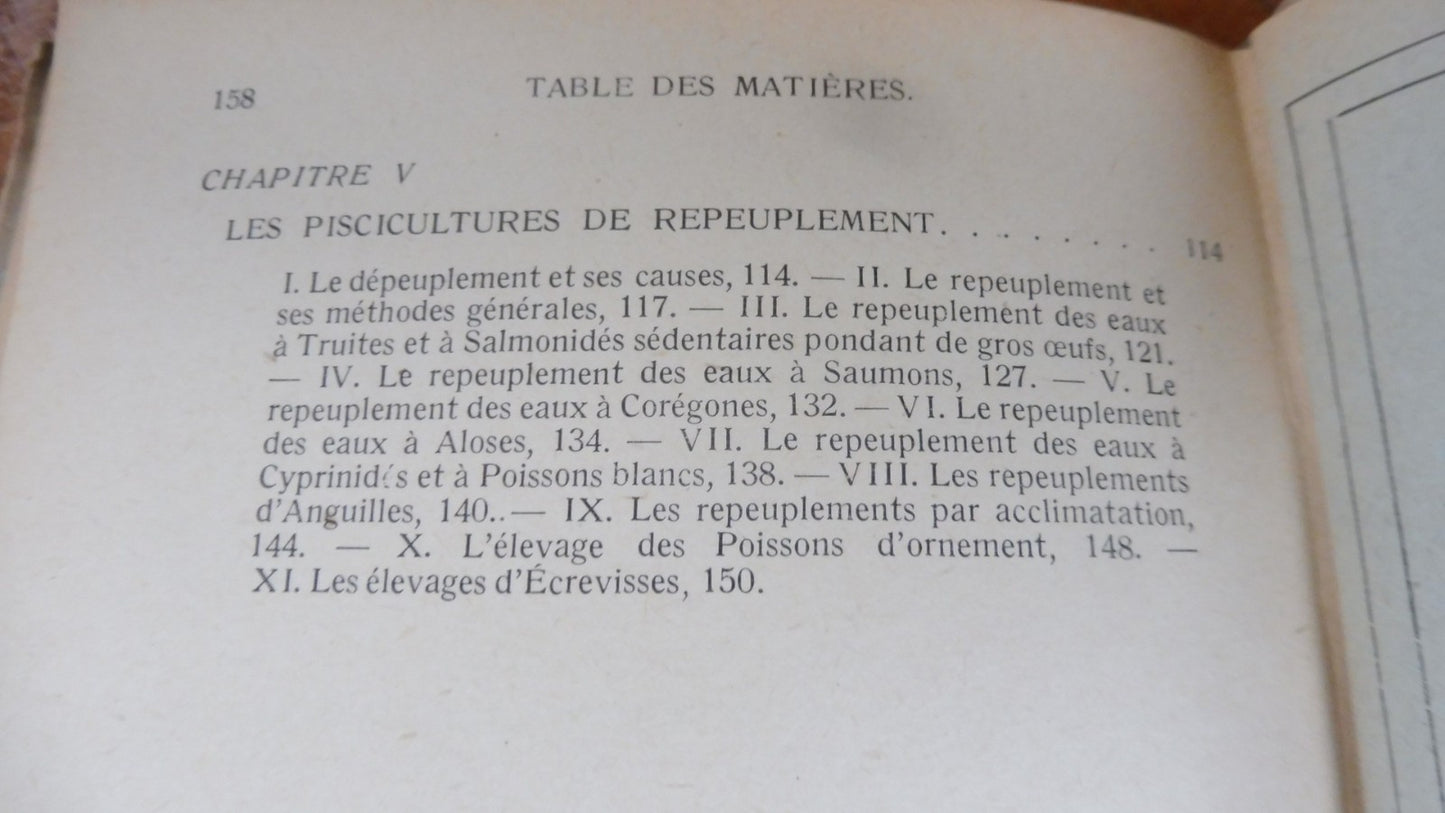 158 TABLE DES MATIÈRES.
CHAPITRE V
LES PISCICULTURES DE REPEUPLEMENT. . . . . . . . 114
I. Le dépeuplement et ses causes, 114. — II. Le repeuplement et
ses méthodes générales, 117. — III. Le repeuplement des eaux
à Truites et à Salmonidés sédentaires pondant de gros œufs, 121.
— IV. Le repeuplement des eaux à Saumons, 127. — V. Le
repeuplement des eaux à Corégones, 132. — VI. Le repeuplement
des eaux à Aloses, 134. — VII. Le repeuplement des eaux à
Cyprinidés et à Poissons blancs, 138. — VIII. Les repeuplements
d'Anguilles, 140.. — IX. Les repeuplements par acclimatation,
144. — X. L'élevage des Poissons d'ornement, 148. —
XI. Les élevages d'Écrevisses, 150.